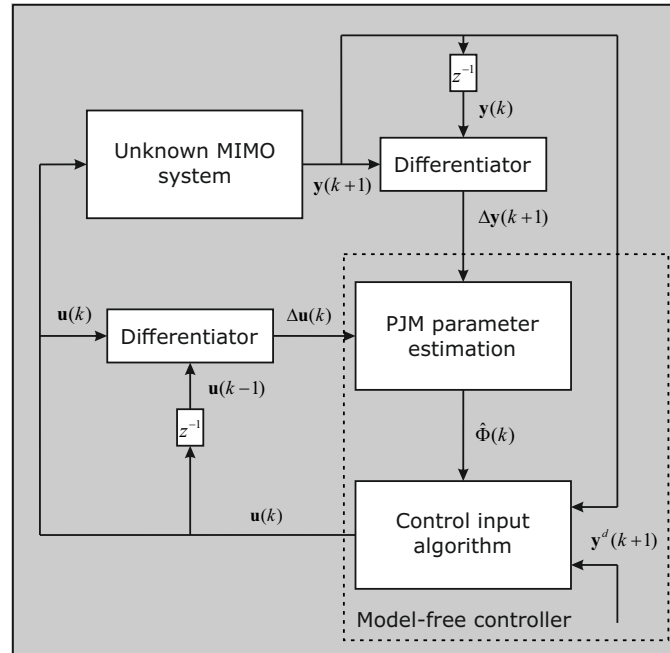 z⁻¹
y(k)
Unknown MIMO
system
Differentiator
y(k+1)
Δy(k+1)
u(k)
Differentiator
Δu(k)
PJM parameter
estimation
u(k−1)
z⁻¹
Φ̂(k)
u(k)
Control input
algorithm
yᵈ(k+1)
Model-free controller